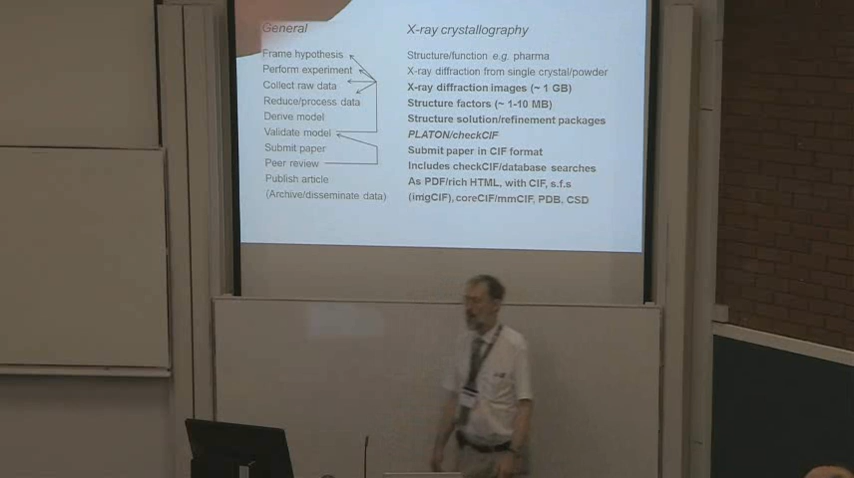 General
X-ray crystallography
Frame hypothesis
Structure/function e.g. pharma
Perform experiment
X-ray diffraction from single crystal/powder
Collect raw data
X-ray diffraction images (~ 1 GB)
Reduce/process data
Structure factors (~ 1-10 MB)
Derive model
Structure solution/refinement packages
Validate model
PLATON/checkCIF
Submit paper
Submit paper in CIF format
Peer review
Includes checkCIF/database searches
Publish article
As PDF/rich HTML, with CIF, s.f.s
(Archive/disseminate data)
(imgCIF),coreCIF/mmCIF, PDB, CSD